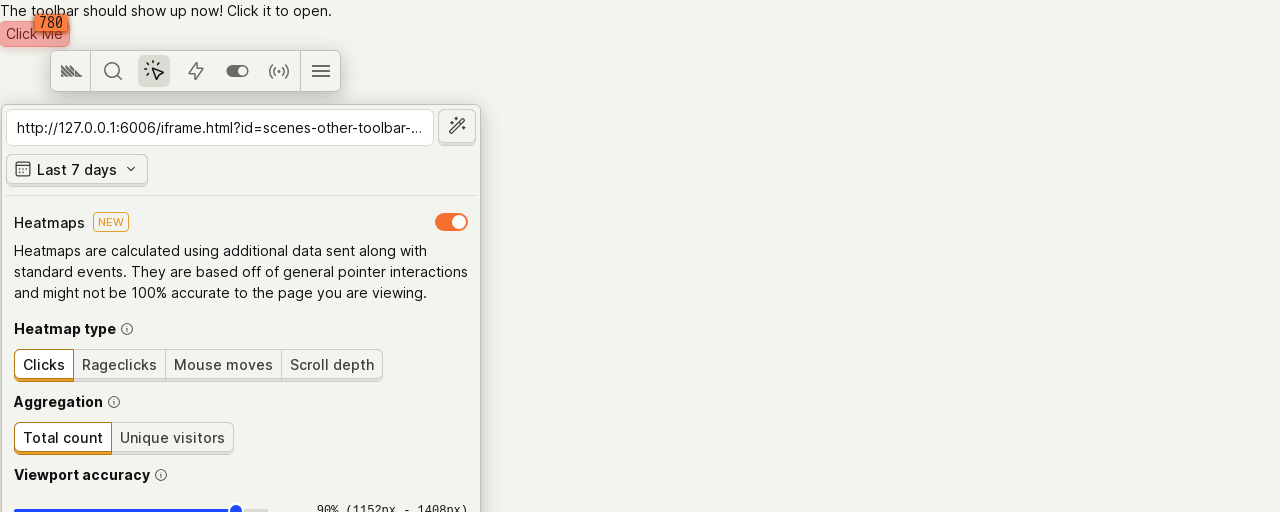 The toolbar should show up now! Click it to open.
780
Click Me
http://127.0.0.1:6006/iframe.html?id=scenes-other-toolbar-...
Last 7 days
Heatmaps NEW
Heatmaps are calculated using additional data sent along with
standard events. They are based off of general pointer interactions
and might not be 100% accurate to the page you are viewing.
Heatmap type
Clicks Rageclicks Mouse moves Scroll depth
Aggregation
Total count Unique visitors
Viewport accuracy
90% (1152px - 1408px)